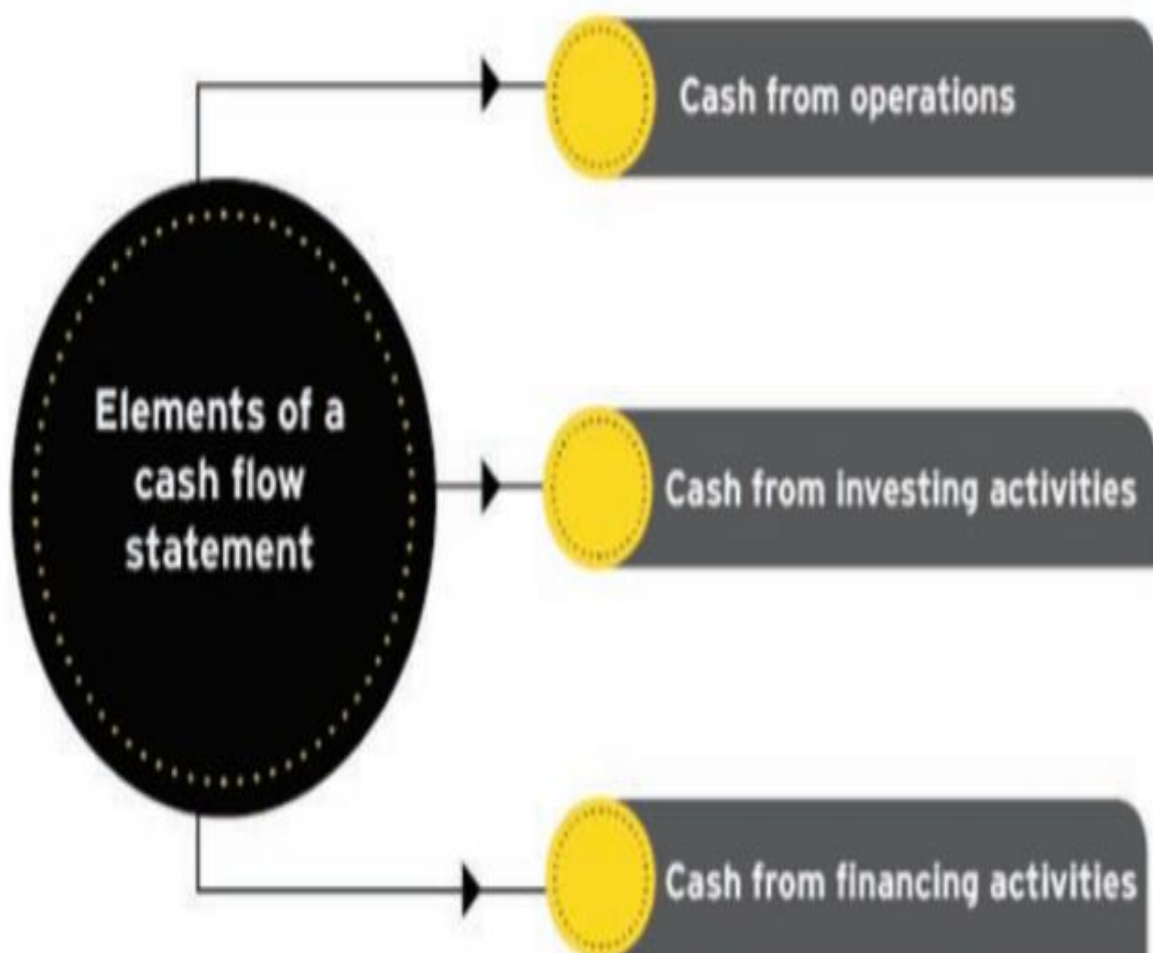 Cash from operations
Elements of a
cash flow
statement
Cash from investing activities
Cash from financing activities